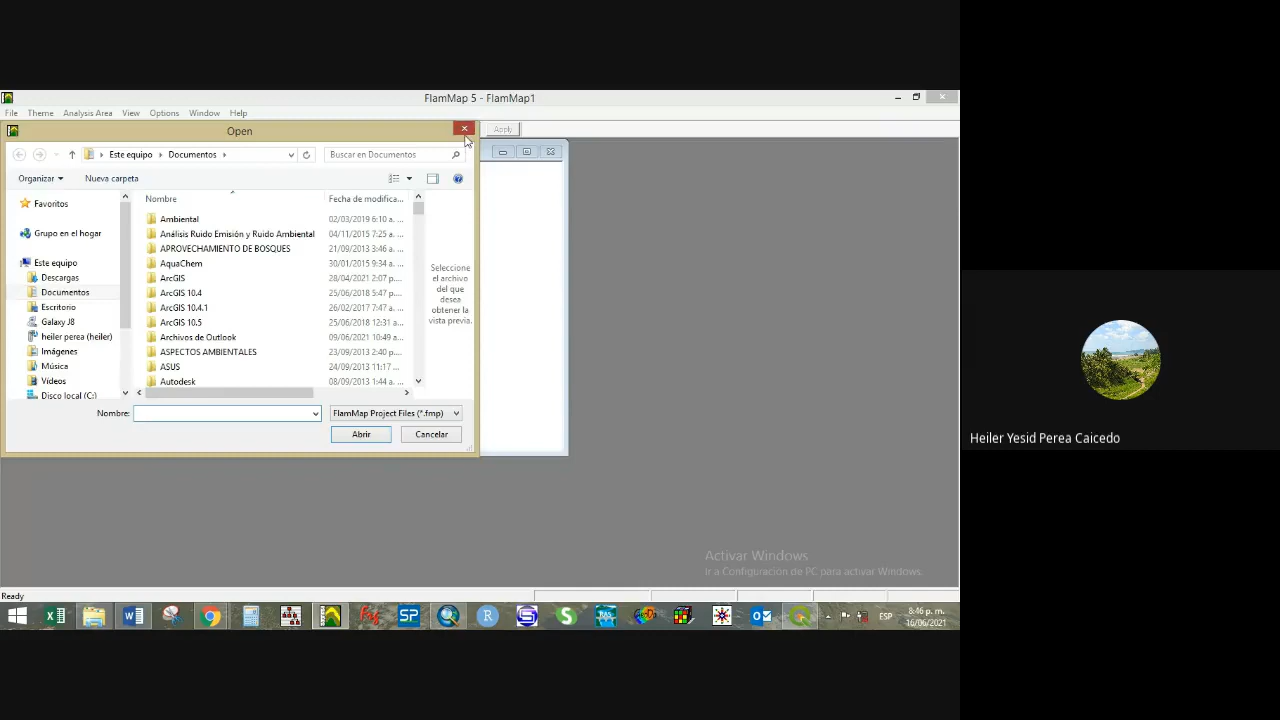 FlamMap 5 - FlamMap1
File Theme Analysis Area View Options Window Help
Open
Apply
Este equipo Documentos
Buscar en Documentos
Organizar Nueva carpeta
Favoritos
Grupo en el hogar
Este equipo
Descargas
Documentos
Escritorio
Galaxy J8
heiler perea (heiler)
Imágenes
Música
Vídeos
Disco local (C:)
Nombre Fecha de modifica...
Ambiental 02/03/2019 6:10 a. ...
Análisis Ruido Emisión y Ruido Ambiental 04/11/2015 7:25 a. ...
APROVECHAMIENTO DE BOSQUES 21/09/2013 3:46 a. ...
AquaChem 30/01/2015 9:34 a. ...
ArcGIS 28/04/2021 2:07 p....
ArcGIS 10.4 25/06/2018 5:47 p....
ArcGIS 10.4.1 26/02/2017 7:47 a. ...
ArcGIS 10.5 25/06/2018 12:31 a...
Archivos de Outlook 09/06/2021 10:49 a...
ASPECTOS AMBIENTALES 23/09/2013 2:40 p. ...
ASUS 24/09/2013 11:17 ...
Autodesk 08/09/2013 1:44 a. ...
Seleccione
el archivo
del que
desea
obtener la
vista previa.
Nombre: FlamMap Project Files (*.fmp)
Abrir Cancelar
Activar Windows
Ir a Configuración de PC para activar Windows.
Ready
SP
R
ESP
8:46 p. m.
16/06/2021
Heiler Yesid Perea Caicedo